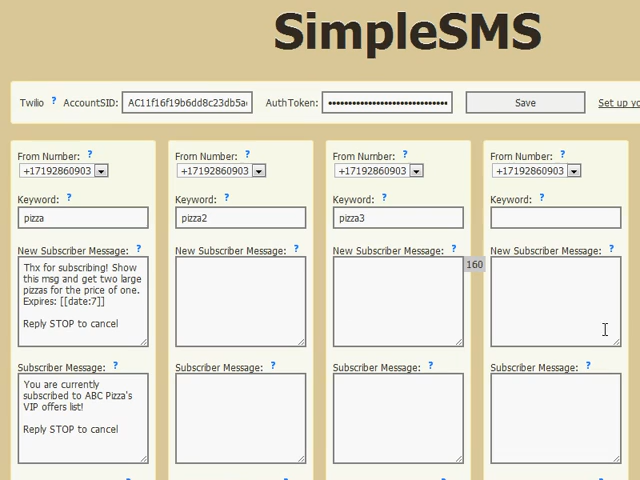 SimpleSMS
Twilio ? AccountSID: AC11f16f19b6dd8c23db5a AuthToken: •••••••••••••••••••••••••••••••• Save Set up yo
From Number: ? From Number: ? From Number: ? From Number: ?
+17192860903 +17192860903 +17192860903 +17192860903
Keyword: ? Keyword: ? Keyword: ? Keyword: ?
pizza pizza2 pizza3
New Subscriber Message: ? New Subscriber Message: ? New Subscriber Message: ? New Subscriber Message: ?
160
Thx for subscribing! Show
this msg and get two large
pizzas for the price of one.
Expires: [[date:7]]
Reply STOP to cancel
Subscriber Message: ? Subscriber Message: ? Subscriber Message: ? Subscriber Message: ?
You are currently
subscribed to ABC Pizza's
VIP offers list!
Reply STOP to cancel